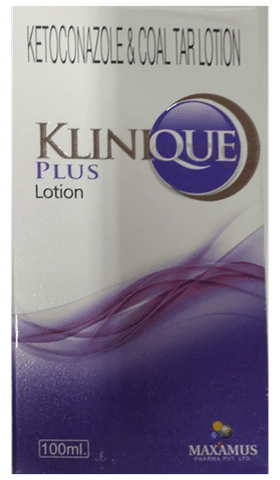 KETOCONAZOLE & COAL TAR LOTION
KLINIQUE
PLUS
Lotion
100ml.
MAXAMUS
PHARMA PVT. LTD.